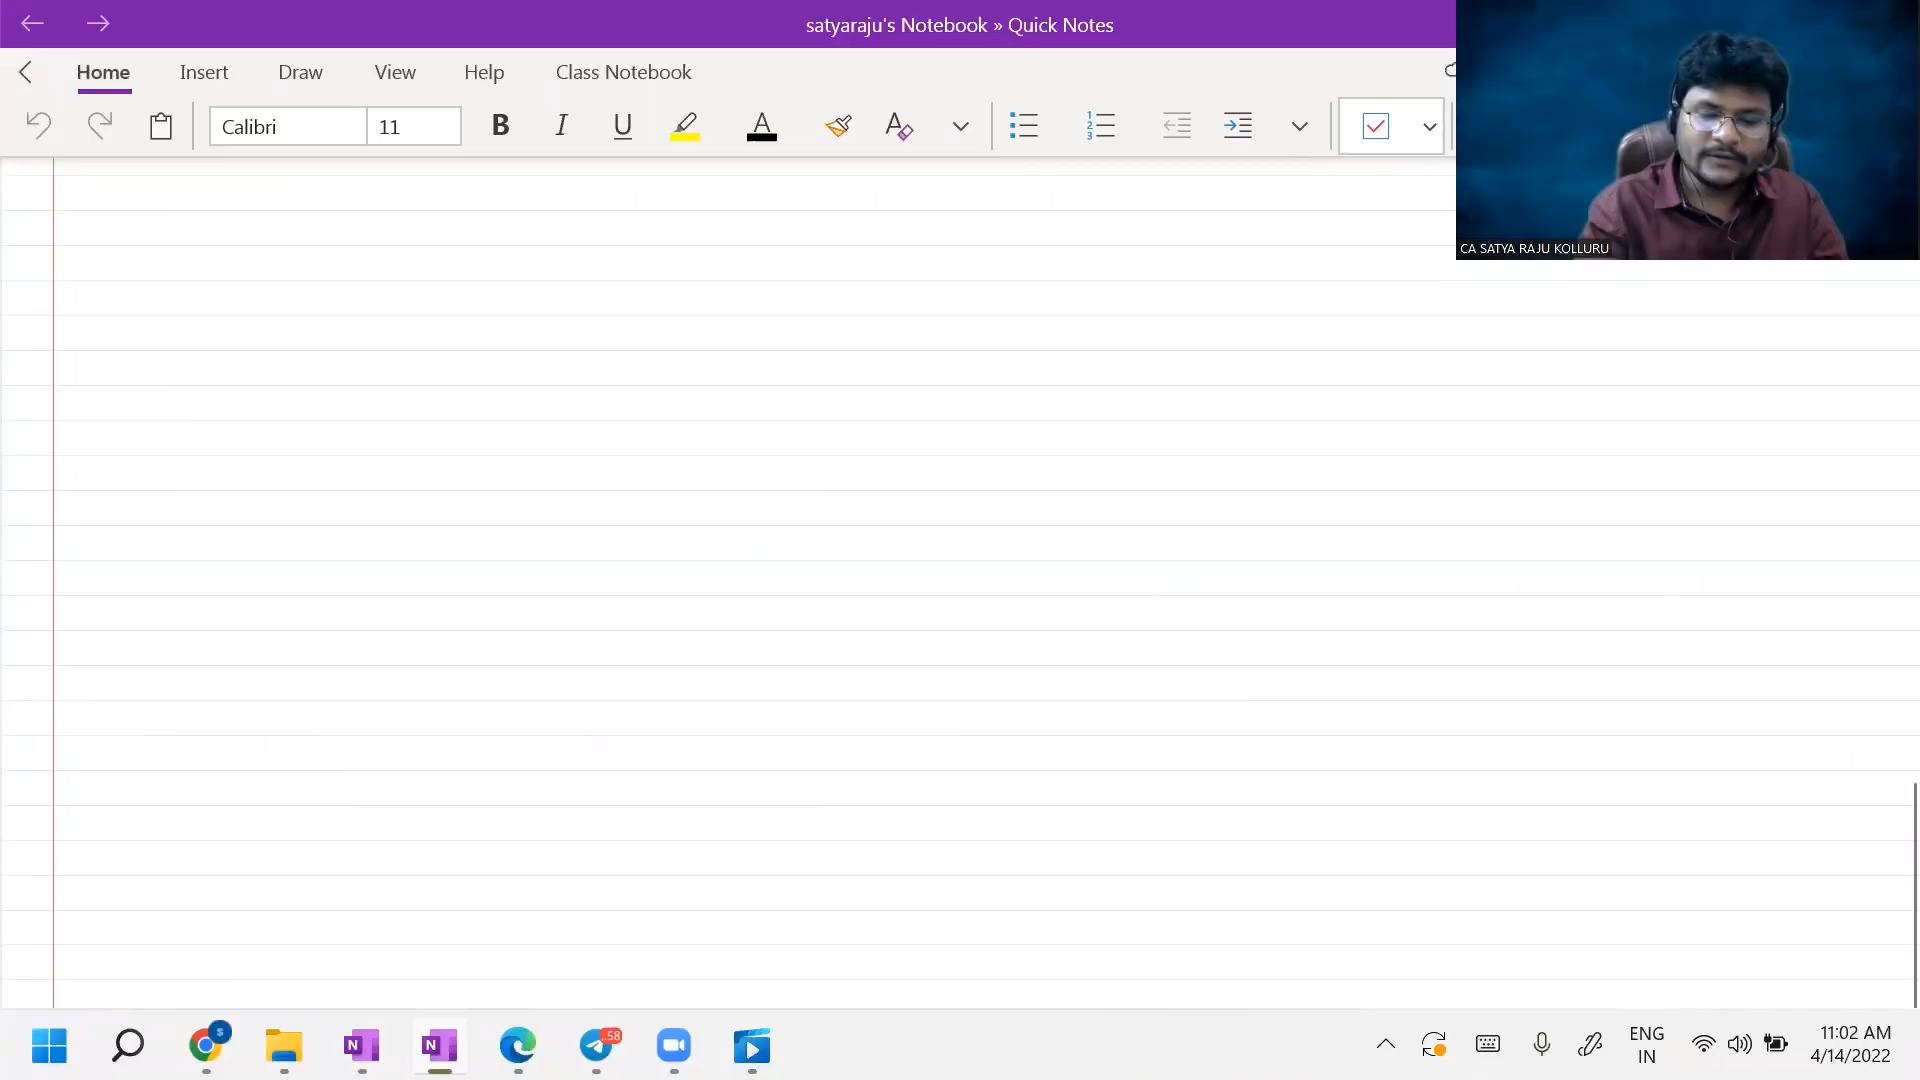 satyaraju's Notebook » Quick Notes
Home Insert Draw View Help Class Notebook
Calibri 11 B I U A A
CA SATYA RAJU KOLLURU
58
ENG
IN
11:02 AM
4/14/2022